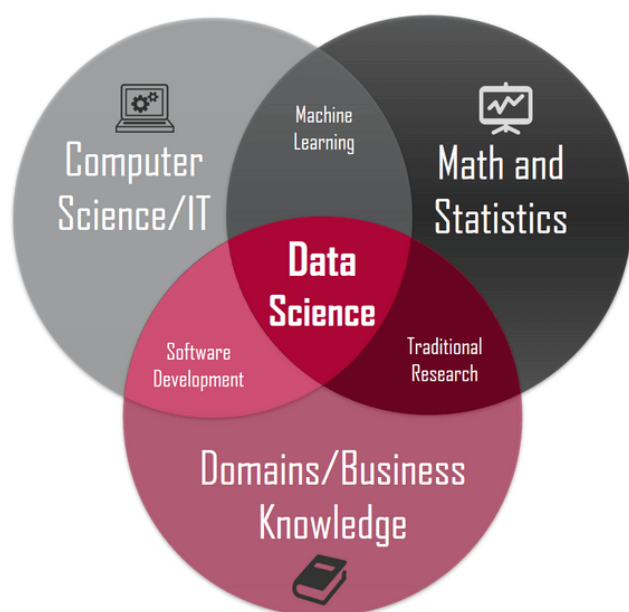 Machine
Learning
Computer
Science/IT
Math and
Statistics
Data
Science
Software
Development
Traditional
Research
Domains/Business
Knowledge